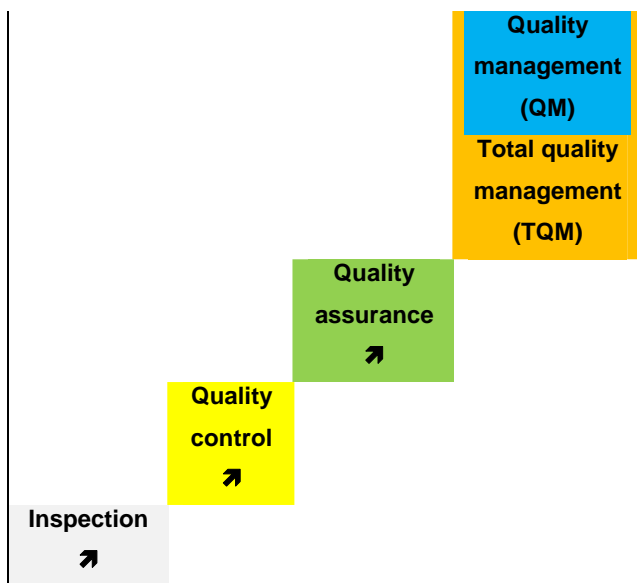 Quality
management
(QM)
Total quality
management
(TQM)
Quality
assurance
Quality
control
Inspection